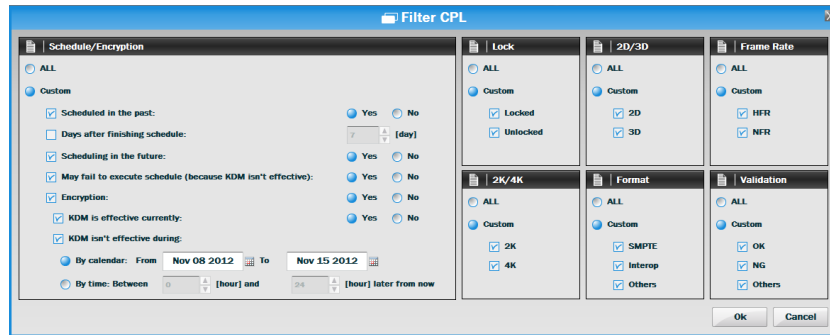 Filter CPL
Schedule/Encryption
ALL
Custom
Scheduled in the past: Yes No
Days after finishing schedule: 7 [day]
Scheduling in the future: Yes No
May fail to execute schedule (because KDM isn't effective): Yes No
Encryption: Yes No
KDM is effective currently: Yes No
KDM isn't effective during:
By calendar: From Nov 08 2012 To Nov 15 2012
By time: Between 0 [hour] and 24 [hour] later from now
Lock
ALL
Custom
Locked
Unlocked
2D/3D
ALL
Custom
2D
3D
Frame Rate
ALL
Custom
HFR
NFR
2K/4K
ALL
Custom
2K
4K
Format
ALL
Custom
SMPTE
Interop
Others
Validation
ALL
Custom
OK
NG
Others
Ok Cancel